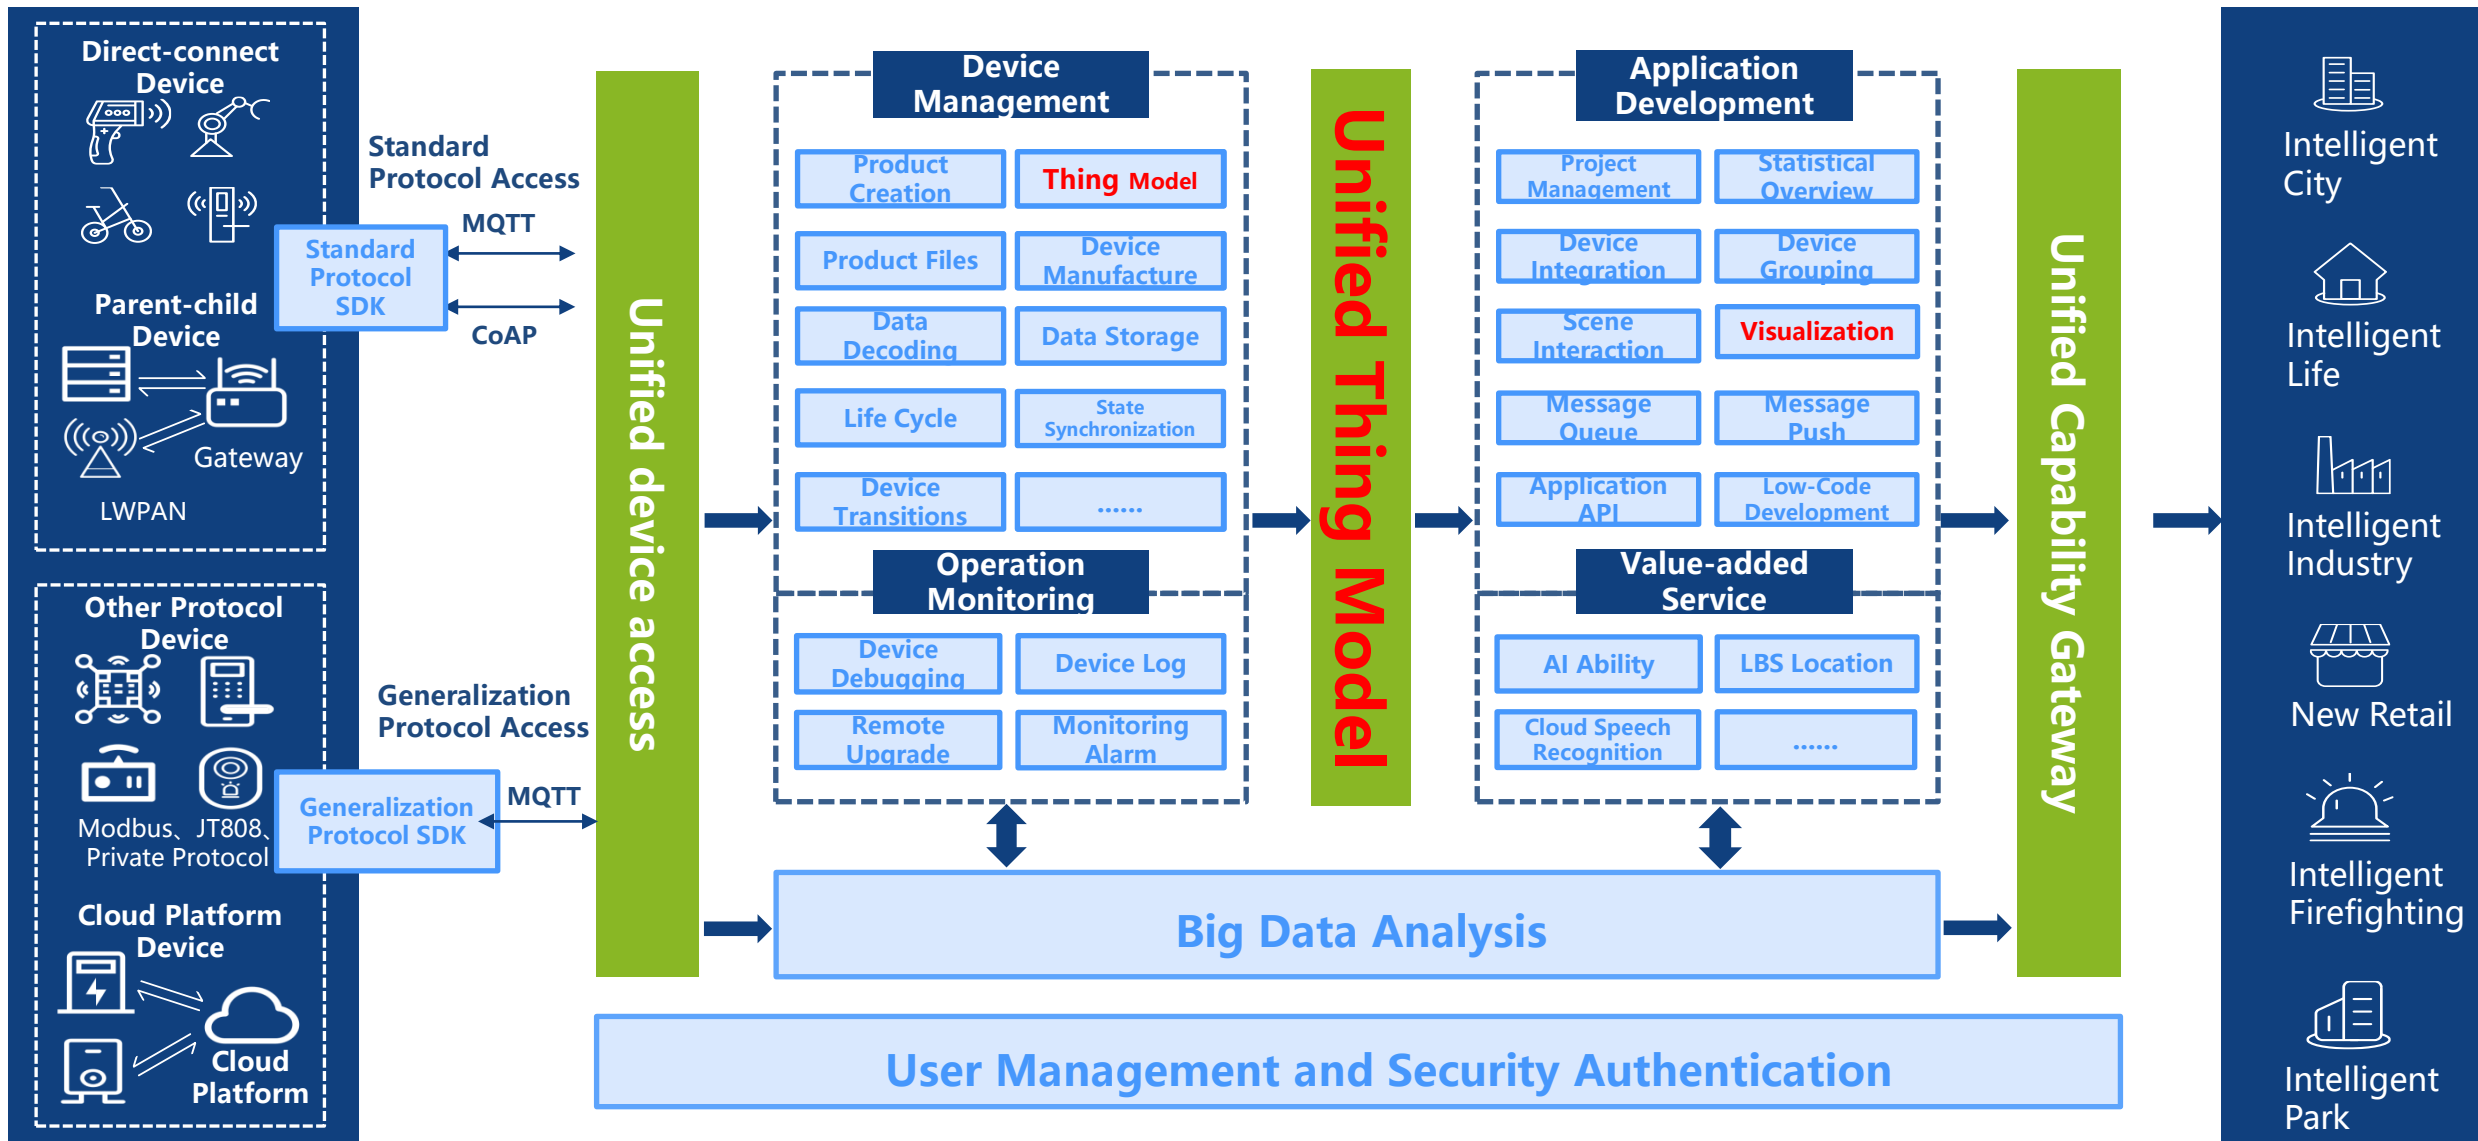 Direct-connect
Device
Parent-child
Device
Gateway
LWPAN
Other Protocol
Device
Modbus、JT808、
Private Protocol
Cloud Platform
Device
Cloud
Platform
Standard
Protocol Access
MQTT
Standard
Protocol
SDK
CoAP
Generalization
Protocol Access
MQTT
Generalization
Protocol SDK
Unified device access
Device
Management
Product
Creation
Thing Model
Product Files
Device
Manufacture
Data
Decoding
Data Storage
Life Cycle
State
Synchronization
Device
Transitions
......
Operation
Monitoring
Device
Debugging
Device Log
Remote
Upgrade
Monitoring
Alarm
Unified Thing Model
Application
Development
Project
Management
Statistical
Overview
Device
Integration
Device
Grouping
Scene
Interaction
Visualization
Message
Queue
Message
Push
Application
API
Low-Code
Development
Value-added
Service
AI Ability
LBS Location
Cloud Speech
Recognition
......
Big Data Analysis
User Management and Security Authentication
Unified Capability Gateway
Intelligent
City
Intelligent
Life
Intelligent
Industry
New Retail
Intelligent
Firefighting
Intelligent
Park